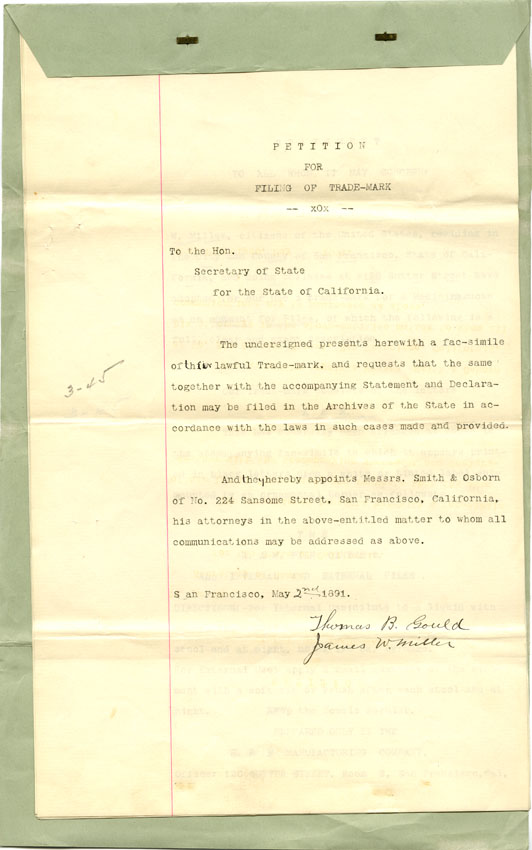 PETITION
FOR
FILING OF TRADE-MARK
-- xOx --
To the Hon.
Secretary of State
for the State of California.
The undersigned presents herewith a fac-simile
of their lawful Trade-mark, and requests that the same
together with the accompanying Statement and Declara-
tion may be filed in the Archives of the State in ac-
cordance with the laws in such cases made and provided.
3-45
And they hereby appoints Messrs. Smith & Osborn
of No. 224 Sansome Street, San Francisco, California,
his attorneys in the above-entitled matter to whom all
communications may be addressed as above.
San Francisco, May 2nd 1891.
Thomas B. Gould
James W. Miller